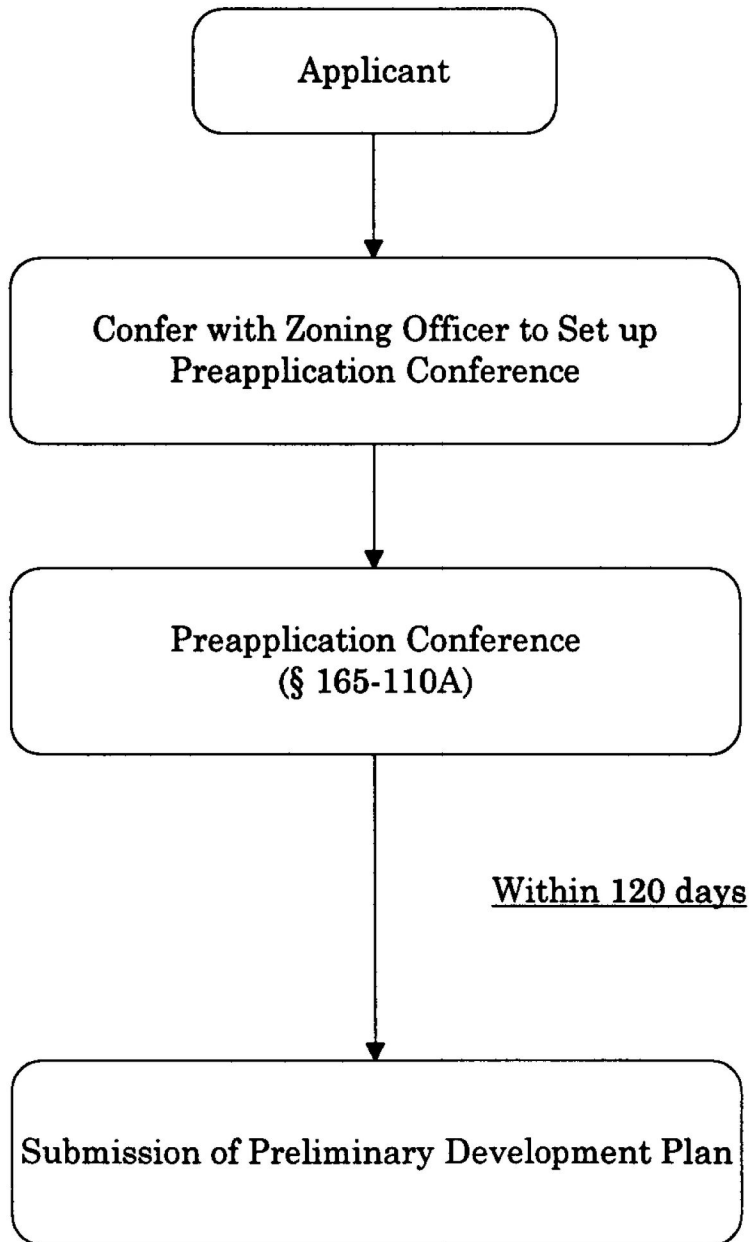 Applicant
Confer with Zoning Officer to Set up
Preapplication Conference
Preapplication Conference
(§ 165-110A)
Within 120 days
Submission of Preliminary Development Plan